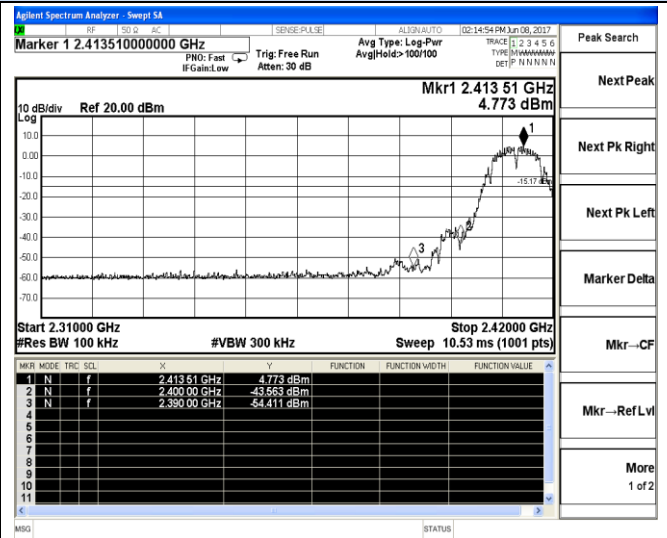 Agilent Spectrum Analyzer - Swept SA
RF 50 Ω AC SENSE:PULSE ALIGN AUTO 02:14:54 PM Jun 08, 2017
Marker 1 2.413510000000 GHz
PNO: Fast
IFGain:Low
Trig: Free Run
Atten: 30 dB
Avg Type: Log-Pwr
Avg|Hold:>100/100
TRACE 1 2 3 4 5 6
TYPE MWWWWW
DET P N N N N N
Peak Search
Mkr1 2.413 51 GHz
4.773 dBm
10 dB/div Ref 20.00 dBm
Log
10.0
0.00
-10.0
-20.0
-30.0
-40.0
-50.0
-60.0
-70.0
1
-15.17 dBm
3
Start 2.31000 GHz Stop 2.42000 GHz
#Res BW 100 kHz #VBW 300 kHz Sweep 10.53 ms (1001 pts)
MKR MODE TRC SCL X Y FUNCTION FUNCTION WIDTH FUNCTION VALUE
1 N f 2.413 51 GHz 4.773 dBm
2 N f 2.400 00 GHz -43.563 dBm
3 N f 2.390 00 GHz -54.411 dBm
4
5
6
7
8
9
10
11
MSG STATUS
Next Peak
Next Pk Right
Next Pk Left
Marker Delta
Mkr→CF
Mkr→Ref Lvl
More
1 of 2